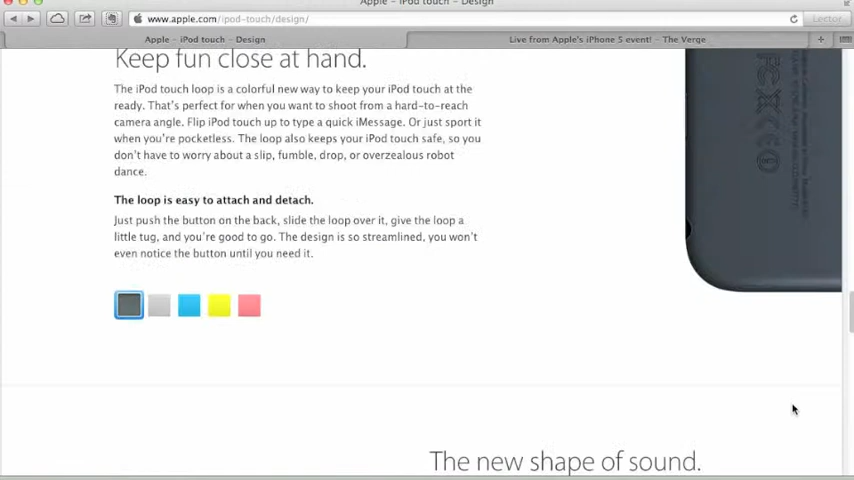 Apple – iPod touch – Design
www.apple.com/ipod-touch/design/
Lector
Apple – iPod touch – Design
Live from Apple's iPhone 5 event! – The Verge
Keep fun close at hand.
The iPod touch loop is a colorful new way to keep your iPod touch at the
ready. That's perfect for when you want to shoot from a hard-to-reach
camera angle. Flip iPod touch up to type a quick iMessage. Or just sport it
when you're pocketless. The loop also keeps your iPod touch safe, so you
don't have to worry about a slip, fumble, drop, or overzealous robot
dance.
The loop is easy to attach and detach.
Just push the button on the back, slide the loop over it, give the loop a
little tug, and you're good to go. The design is so streamlined, you won't
even notice the button until you need it.
The new shape of sound.